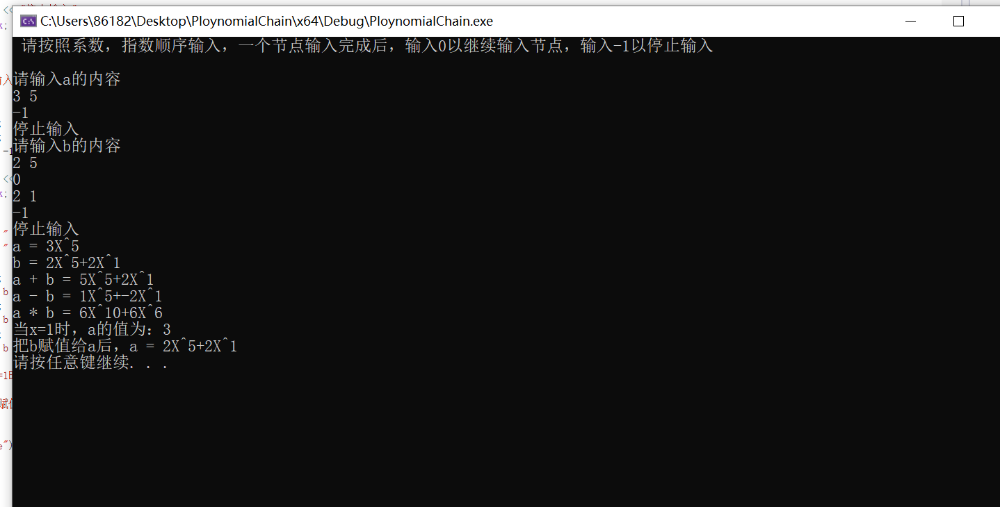 C:\Users\86182\Desktop\PloynomialChain\x64\Debug\PloynomialChain.exe
请按照系数，指数顺序输入，一个节点输入完成后，输入0以继续输入节点，输入-1以停止输入
请输入a的内容
3 5
-1
停止输入
请输入b的内容
2 5
0
2 1
-1
停止输入
a = 3X^5
b = 2X^5+2X^1
a + b = 5X^5+2X^1
a - b = 1X^5+-2X^1
a * b = 6X^10+6X^6
当x=1时，a的值为：3
把b赋值给a后，a = 2X^5+2X^1
请按任意键继续. . .